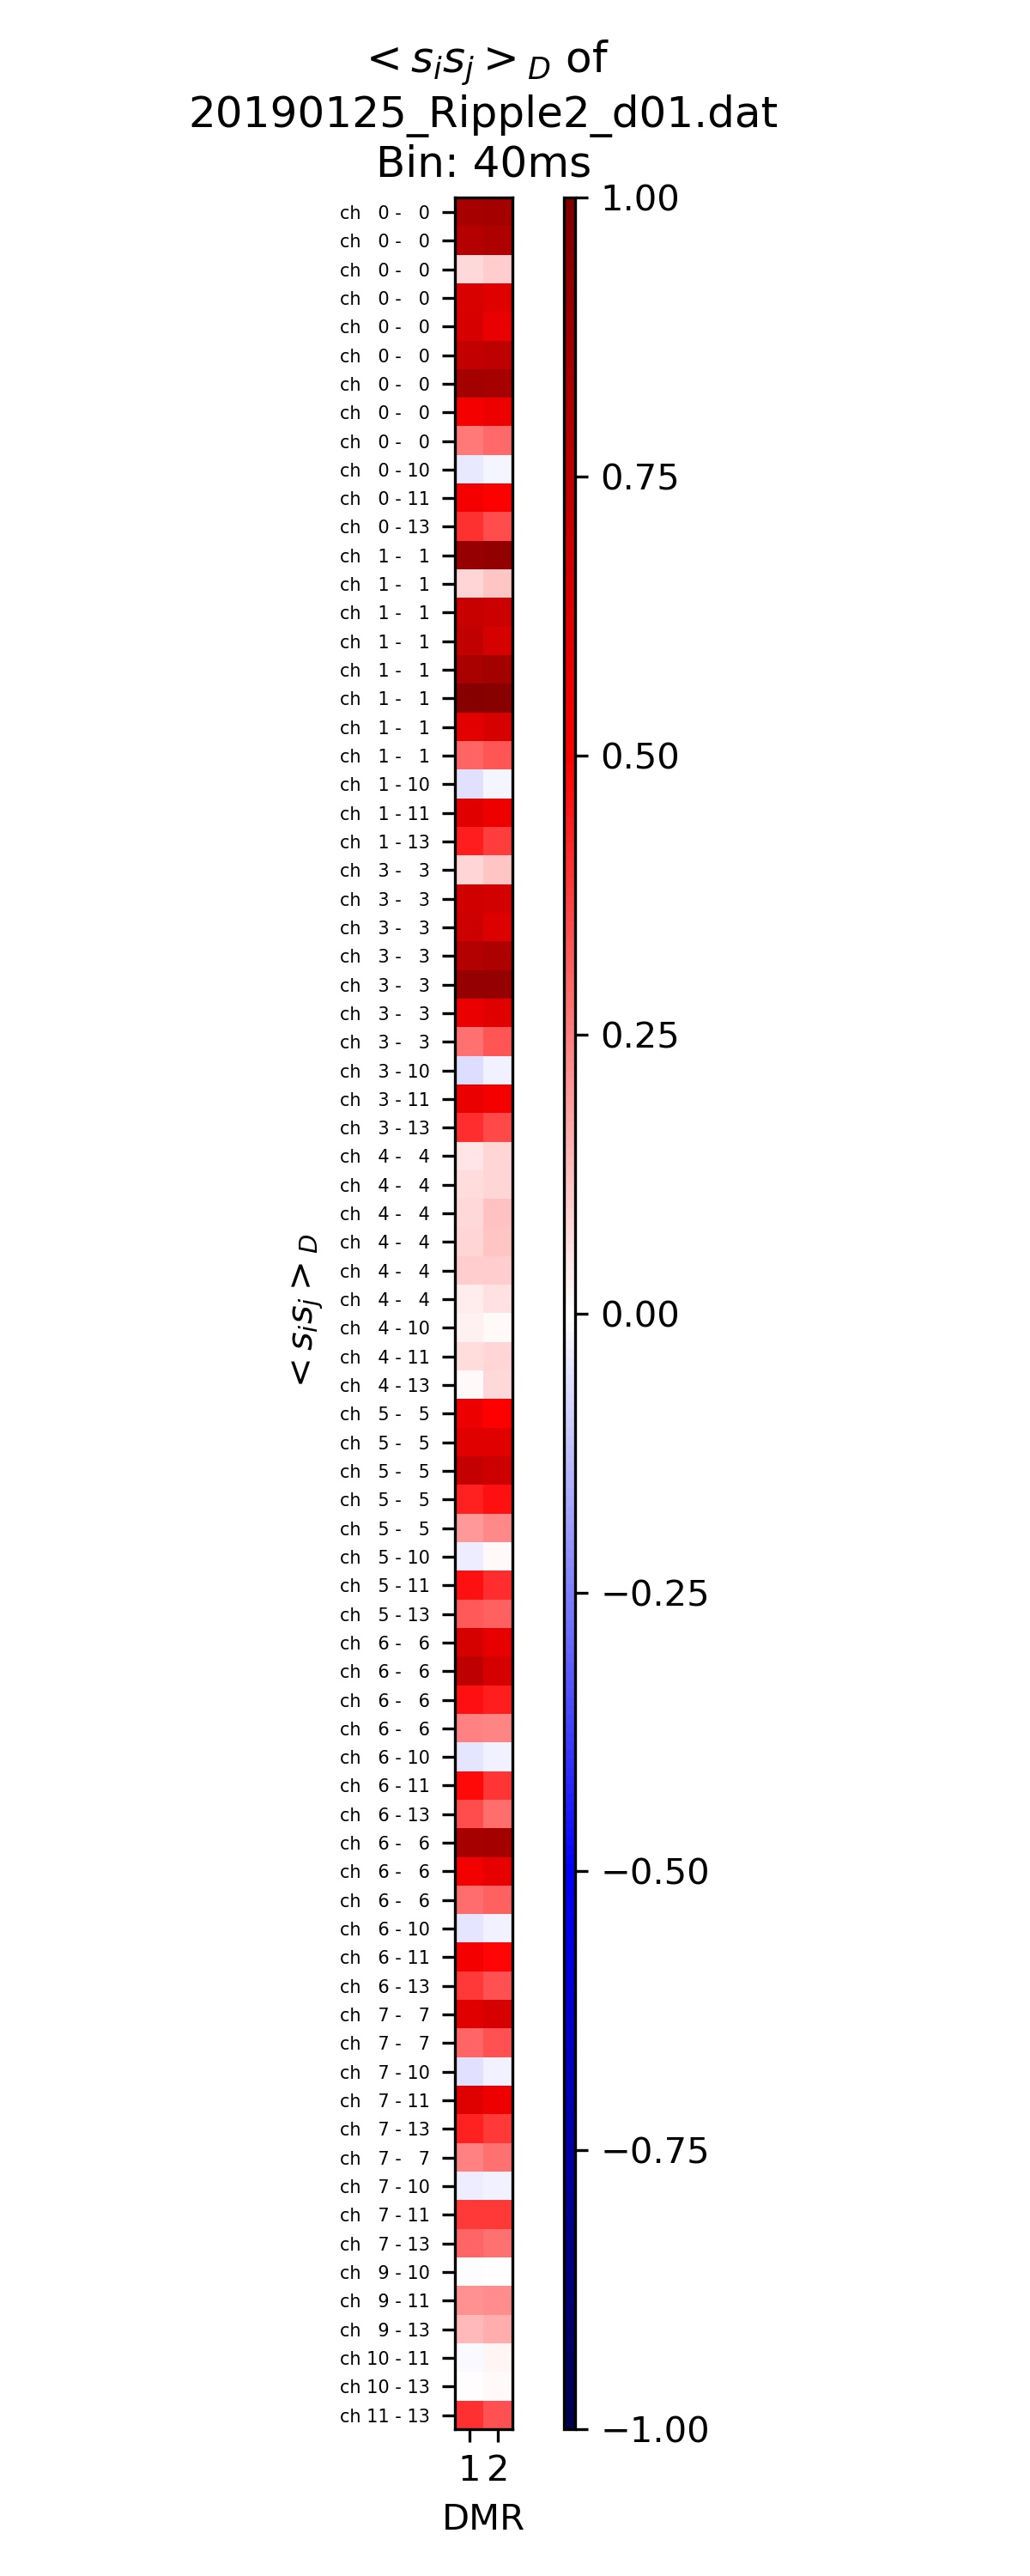 < s_i s_j >_D of
20190125_Ripple2_d01.dat
Bin: 40ms
ch 0 - 0
ch 0 - 0
ch 0 - 0
ch 0 - 0
ch 0 - 0
ch 0 - 0
ch 0 - 0
ch 0 - 0
ch 0 - 0
ch 0 - 10
ch 0 - 11
ch 0 - 13
ch 1 - 1
ch 1 - 1
ch 1 - 1
ch 1 - 1
ch 1 - 1
ch 1 - 1
ch 1 - 1
ch 1 - 1
ch 1 - 10
ch 1 - 11
ch 1 - 13
ch 3 - 3
ch 3 - 3
ch 3 - 3
ch 3 - 3
ch 3 - 3
ch 3 - 3
ch 3 - 3
ch 3 - 10
ch 3 - 11
ch 3 - 13
ch 4 - 4
ch 4 - 4
ch 4 - 4
ch 4 - 4
ch 4 - 4
ch 4 - 4
ch 4 - 10
ch 4 - 11
ch 4 - 13
ch 5 - 5
ch 5 - 5
ch 5 - 5
ch 5 - 5
ch 5 - 5
ch 5 - 10
ch 5 - 11
ch 5 - 13
ch 6 - 6
ch 6 - 6
ch 6 - 6
ch 6 - 6
ch 6 - 10
ch 6 - 11
ch 6 - 13
ch 6 - 6
ch 6 - 6
ch 6 - 6
ch 6 - 10
ch 6 - 11
ch 6 - 13
ch 7 - 7
ch 7 - 7
ch 7 - 10
ch 7 - 11
ch 7 - 13
ch 7 - 7
ch 7 - 10
ch 7 - 11
ch 7 - 13
ch 9 - 10
ch 9 - 11
ch 9 - 13
ch 10 - 11
ch 10 - 13
ch 11 - 13
< s_i s_j >_D
1 2
DMR
1.00
0.75
0.50
0.25
0.00
−0.25
−0.50
−0.75
−1.00